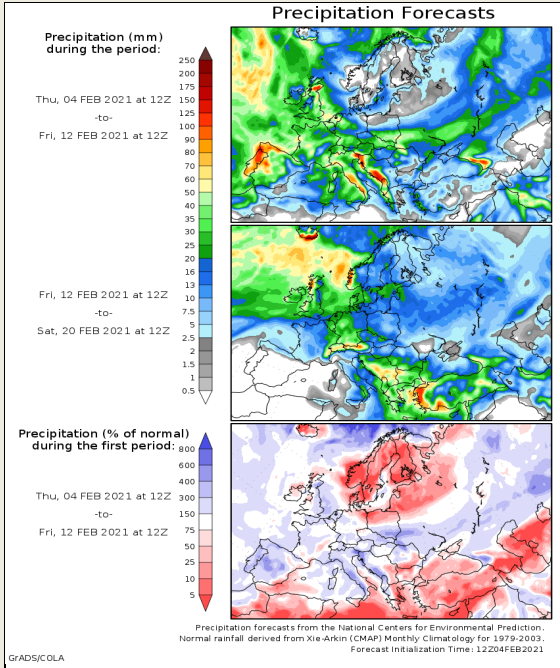 Precipitation Forecasts
Precipitation (mm)
during the period:
Thu, 04 FEB 2021 at 12Z
-to-
Fri, 12 FEB 2021 at 12Z
250
200
175
150
125
100
90
80
70
60
50
40
35
30
25
20
16
13
10
7.5
5
2.5
2
1.5
1
0.5
Fri, 12 FEB 2021 at 12Z
-to-
Sat, 20 FEB 2021 at 12Z
Precipitation (% of normal)
during the first period:
Thu, 04 FEB 2021 at 12Z
-to-
Fri, 12 FEB 2021 at 12Z
800
600
400
300
150
75
50
25
10
5
Precipitation forecasts from the National Centers for Environmental Prediction.
Normal rainfall derived from Xie-Arkin (CMAP) Monthly Climatology for 1979-2003.
Forecast Initialization Time: 12Z04FEB2021
GrADS/COLA